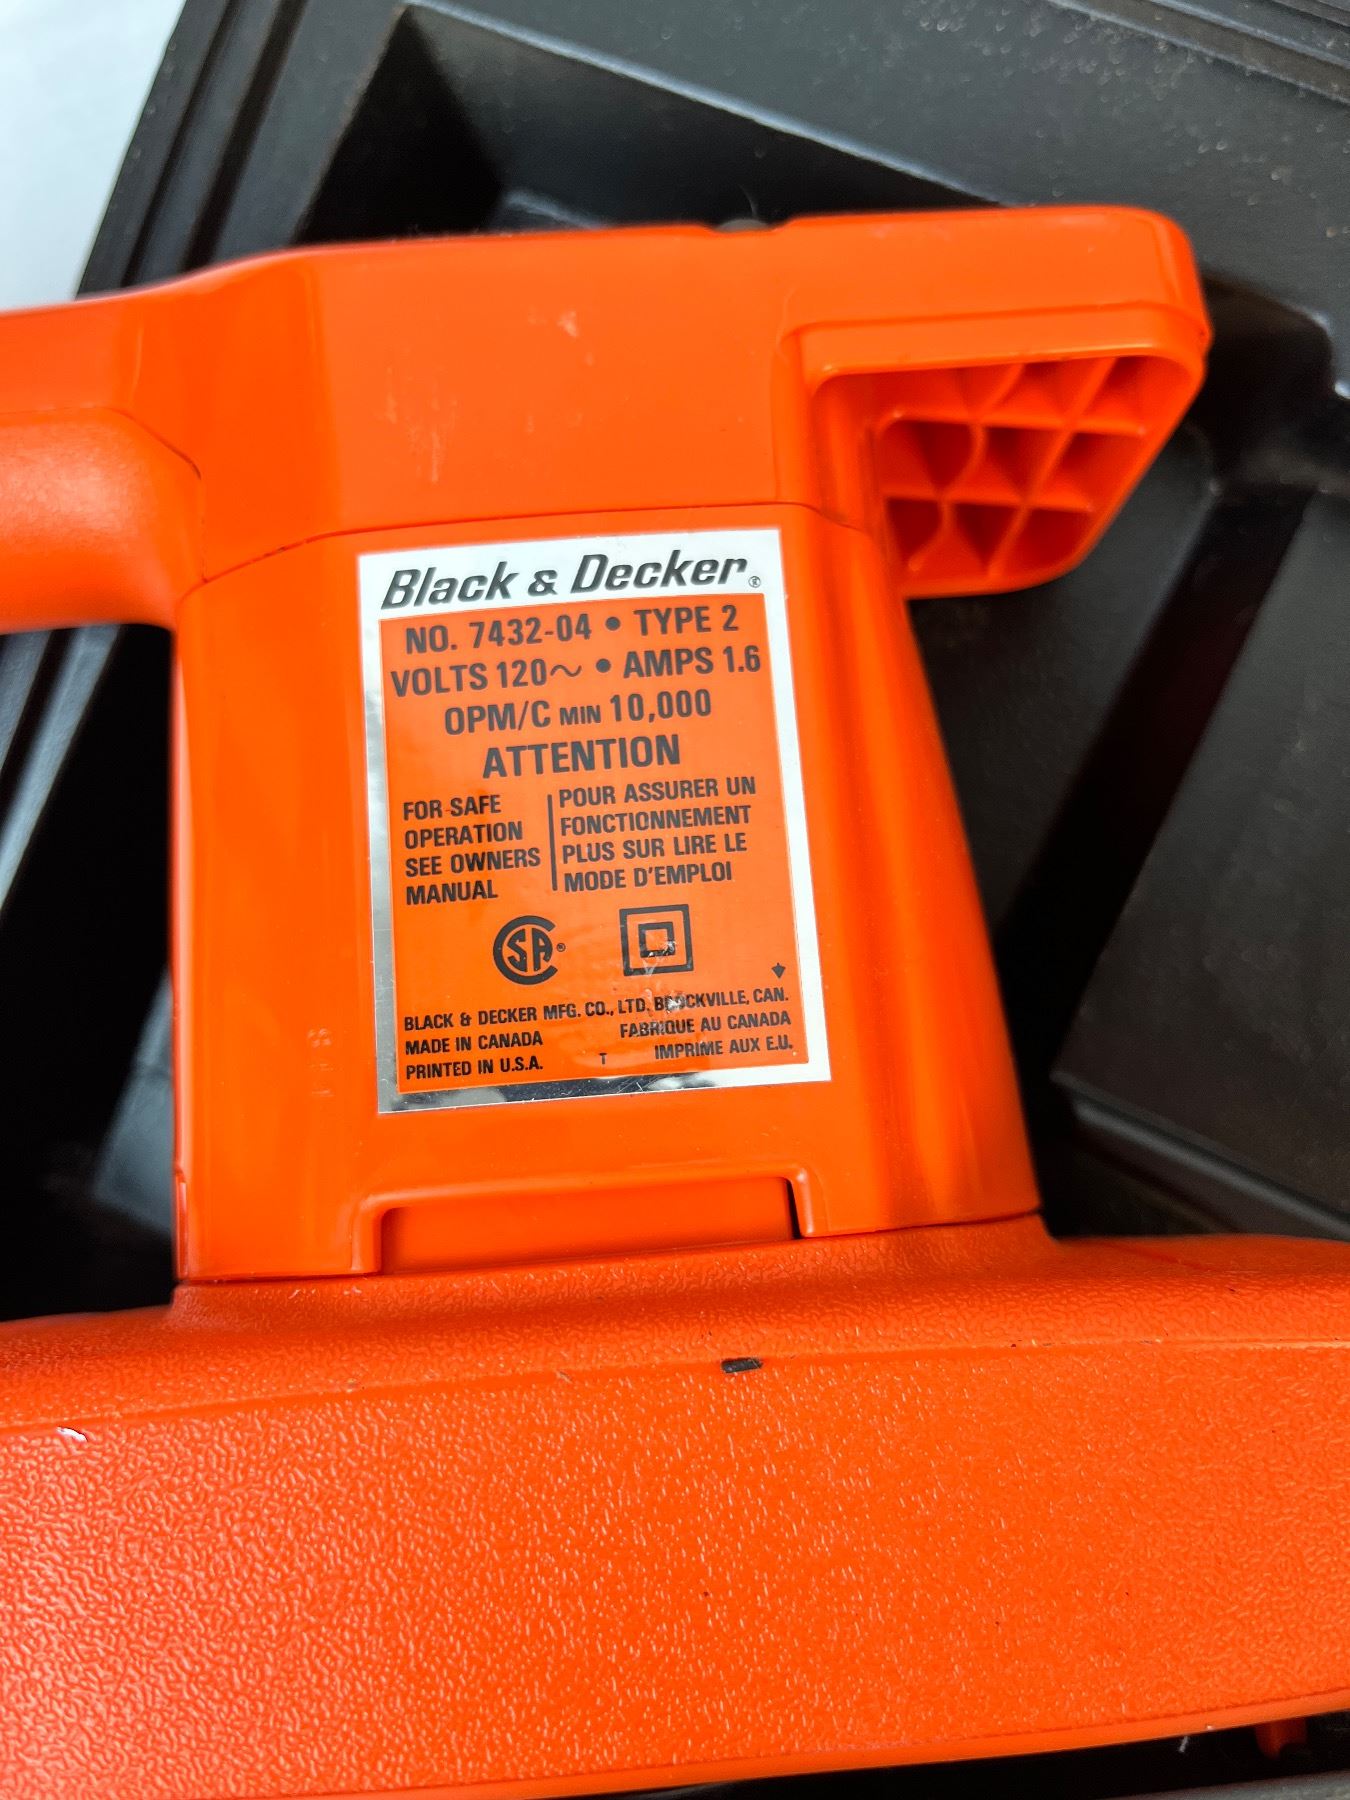 Black & Decker®
NO. 7432-04 • TYPE 2
VOLTS 120~ • AMPS 1.6
OPM/C MIN 10,000
ATTENTION
FOR SAFE
OPERATION
SEE OWNERS
MANUAL
POUR ASSURER UN
FONCTIONNEMENT
PLUS SUR LIRE LE
MODE D'EMPLOI
CSA®
BLACK & DECKER MFG. CO., LTD. BROCKVILLE, CAN.
MADE IN CANADA
FABRIQUE AU CANADA
PRINTED IN U.S.A.
T
IMPRIME AUX E.U.